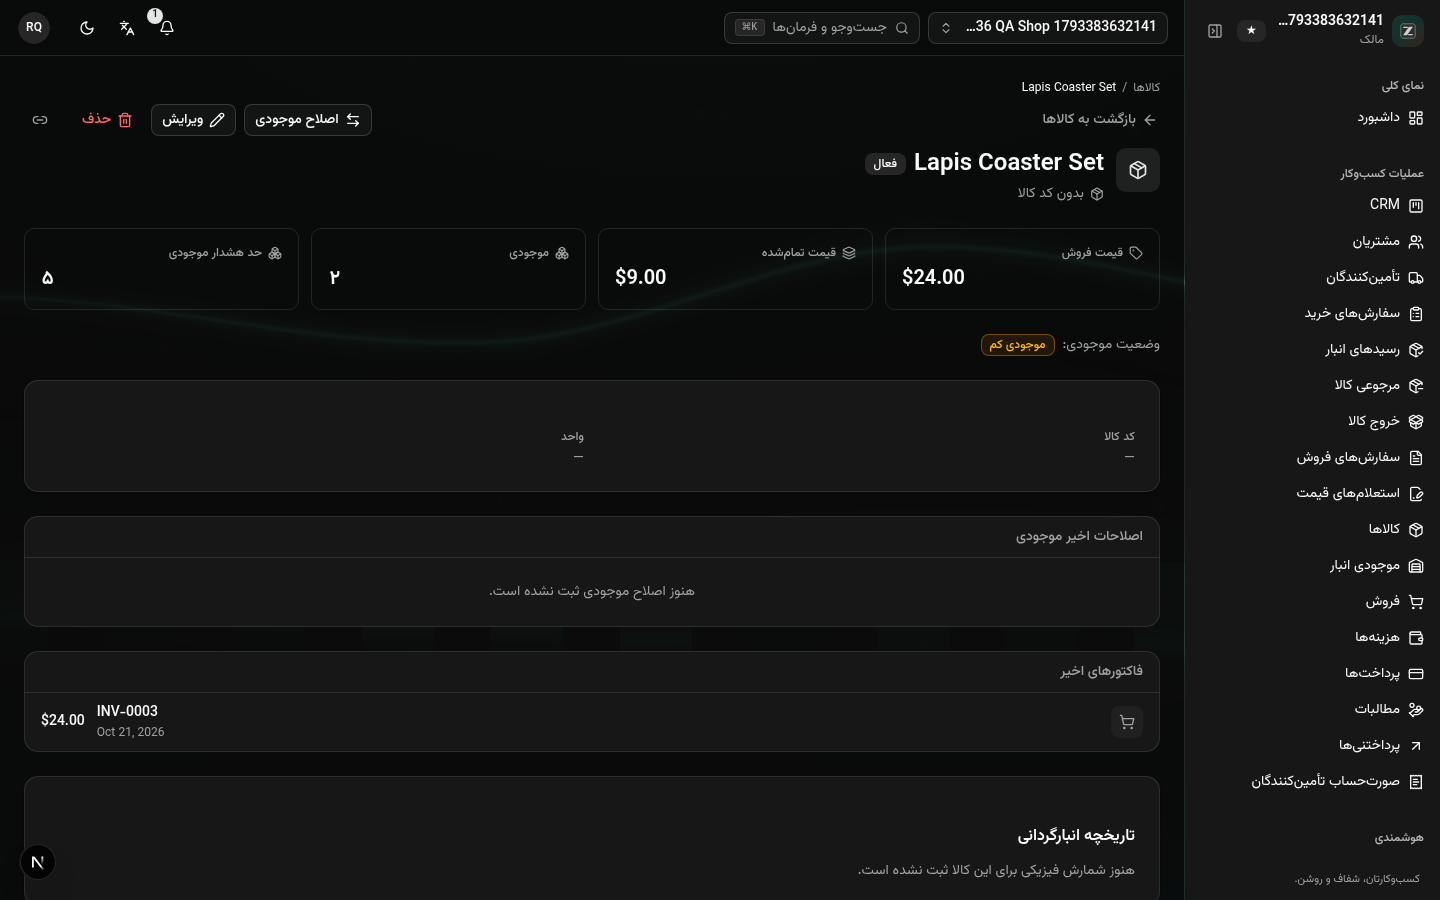 ...793383632141
مالک
نمای کلی
داشبورد
عملیات کسب‌وکار
CRM
مشتریان
تأمین‌کنندگان
سفارش‌های خرید
رسیدهای انبار
مرجوعی کالا
خروج کالا
سفارش‌های فروش
استعلام‌های قیمت
کالاها
موجودی انبار
فروش
هزینه‌ها
پرداخت‌ها
مطالبات
پرداختنی‌ها
صورت‌حساب تأمین‌کنندگان
هوشمندی
کسب‌وکارتان، شفاف و روشن.
...36 QA Shop 1793383632141
جست‌وجو و فرمان‌ها
⌘K
1
RQ
کالاها / Lapis Coaster Set
بازگشت به کالاها
اصلاح موجودی
ویرایش
حذف
Lapis Coaster Set
فعال
بدون کد کالا
قیمت فروش
$24.00
قیمت تمام‌شده
$9.00
موجودی
۲
حد هشدار موجودی
۵
وضعیت موجودی: موجودی کم
کد کالا
—
واحد
—
اصلاحات اخیر موجودی
هنوز اصلاح موجودی ثبت نشده است.
فاکتورهای اخیر
INV-0003
Oct 21, 2026
$24.00
تاریخچه انبارگردانی
هنوز شمارش فیزیکی برای این کالا ثبت نشده است.